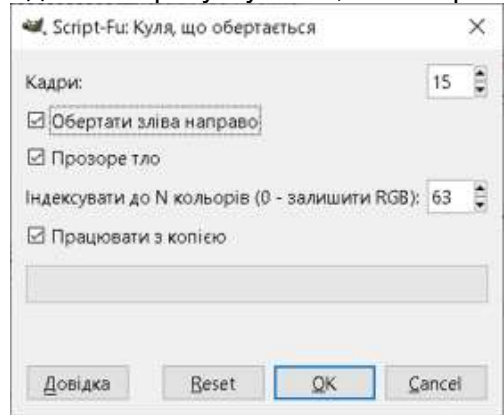 Script-Fu: Куля, що обертається
Кадри: 15
Обертати зліва направо
Прозоре тло
Індексувати до N кольорів (0 - залишити RGB): 63
Працювати з копією
Довідка Reset OK Cancel